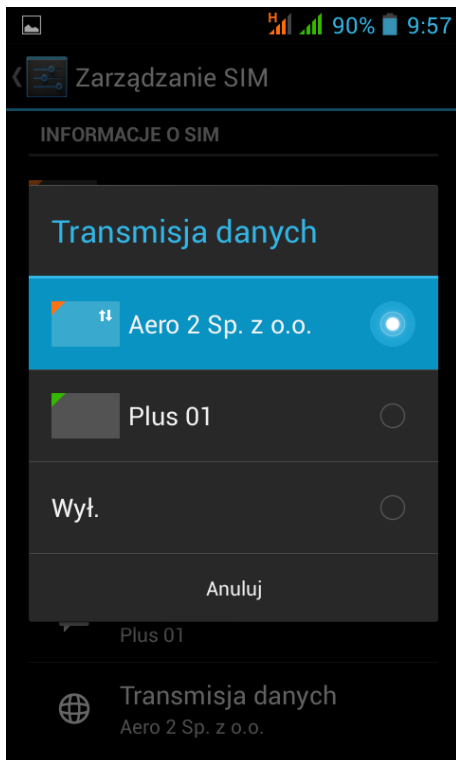 H 90% 9:57
Zarządzanie SIM
INFORMACJE O SIM
Transmisja danych
Aero 2 Sp. z o.o.
Plus 01
Wył.
Anuluj
Plus 01
Transmisja danych
Aero 2 Sp. z o.o.